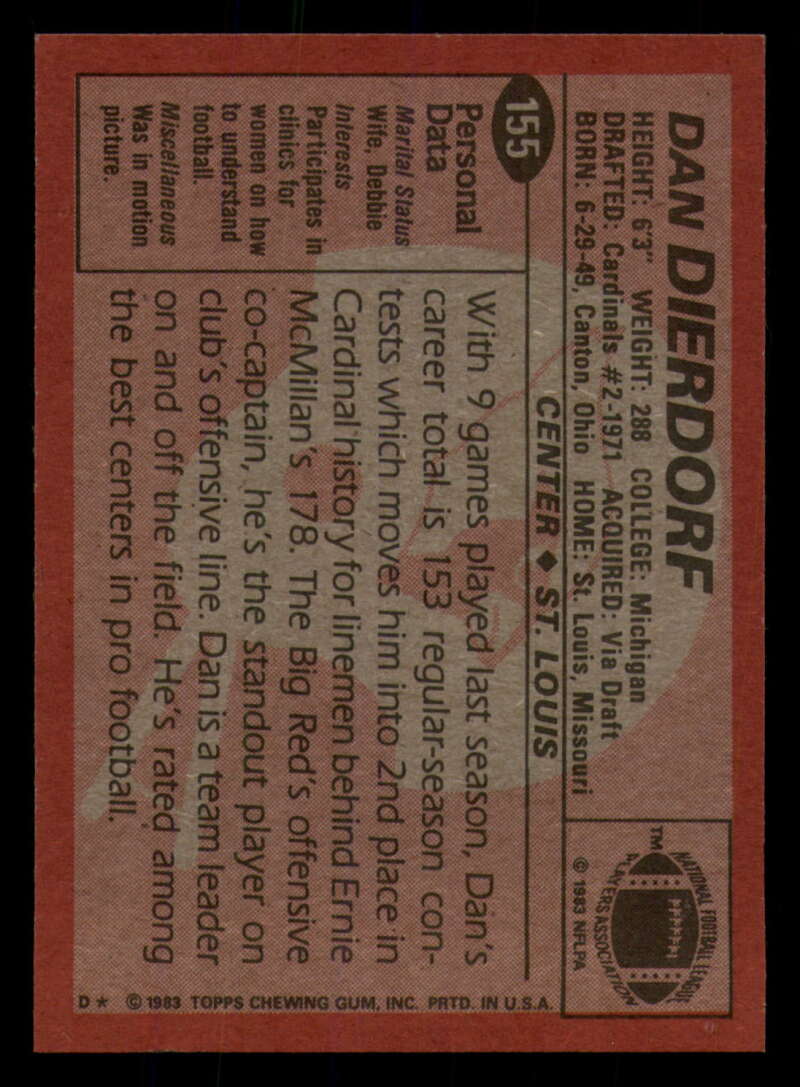 DAN DIERDORF
HEIGHT: 6'3" WEIGHT: 288 COLLEGE: Michigan
DRAFTED: Cardinals #2-1971 ACQUIRED: Via Draft
BORN: 6-29-49, Canton, Ohio HOME: St. Louis, Missouri
CENTER ◆ ST. LOUIS
NATIONAL FOOTBALL LEAGUE
PLAYERS ASSOCIATION
TM
© 1983 NFLPA
155
Personal
Data
Marital Status
Wife, Debbie
Interests
Participates in
clinics for
women on how
to understand
football.
Miscellaneous
Was in motion
picture.
With 9 games played last season, Dan's
career total is 153 regular-season con-
tests which moves him into 2nd place in
Cardinal history for linemen behind Ernie
McMillan's 178. The Big Red's offensive
co-captain, he's the standout player on
club's offensive line. Dan is a team leader
on and off the field. He's rated among
the best centers in pro football.
D* © 1983 TOPPS CHEWING GUM, INC. PRTD. IN U.S.A.